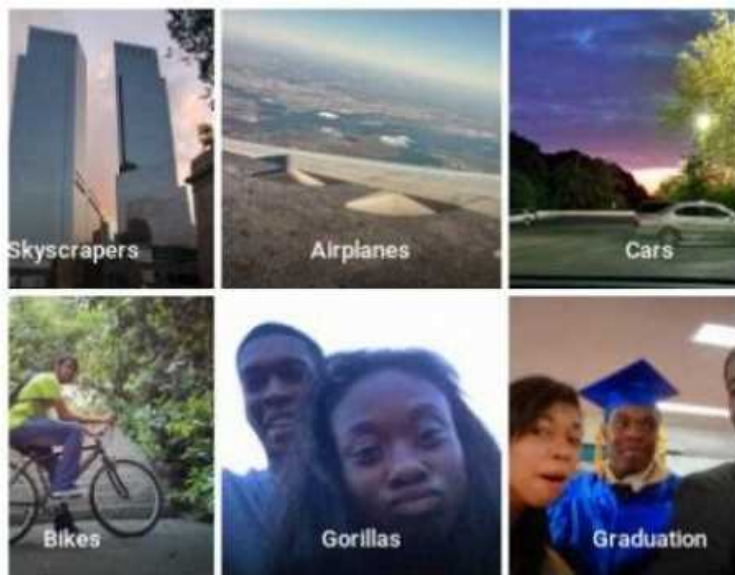 Skyscrapers
Airplanes
Cars
Bikes
Gorillas
Graduation